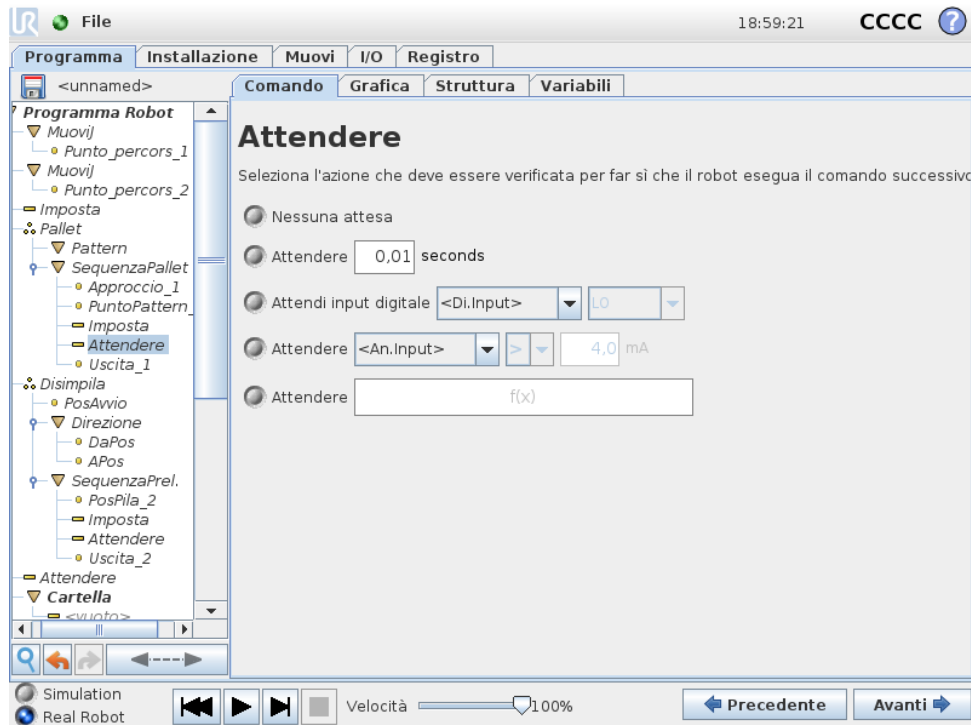 UR File 18:59:21 CCCC ?
Programma Installazione Muovi I/O Registro
<unnamed> Comando Grafica Struttura Variabili
Programma Robot
MuoviJ
Punto_percors_1
MuoviJ
Punto_percors_2
Imposta
Pallet
Pattern
SequenzaPallet
Approccio_1
PuntoPattern_
Imposta
Attendere
Uscita_1
Disimpila
PosAvvio
Direzione
DaPos
APos
SequenzaPrel.
PosPila_2
Imposta
Attendere
Uscita_2
Attendere
Cartella
<vuoto>
Attendere
Seleziona l'azione che deve essere verificata per far sì che il robot esegua il comando successivo
Nessuna attesa
Attendere 0,01 seconds
Attendi input digitale <Di.Input> L0
Attendere <An.Input> > 4,0 mA
Attendere f(x)
Simulation
Real Robot
Velocità 100%
Precedente Avanti